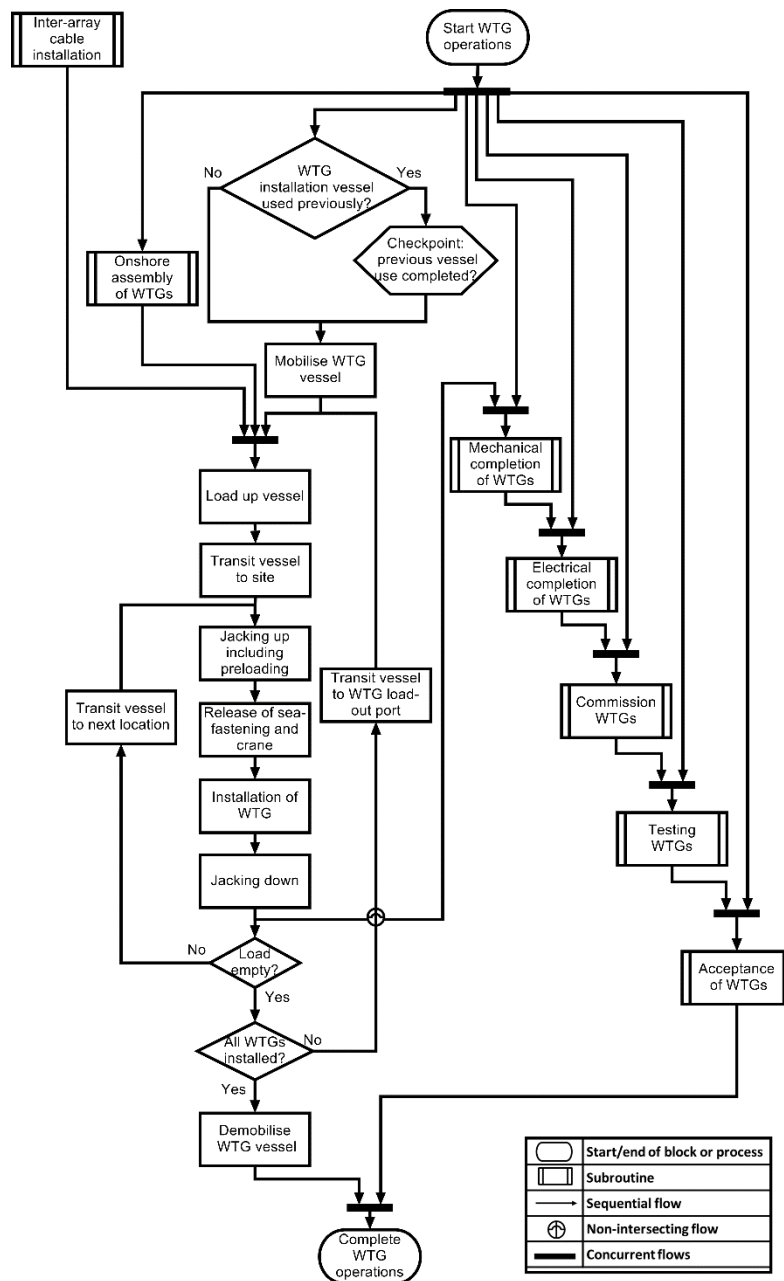 Inter-array
cable
installation
Start WTG
operations
No
WTG
installation vessel
used previously?
Yes
Checkpoint:
previous vessel
use completed?
Onshore
assembly
of WTGs
Mobilise WTG
vessel
Load up vessel
Transit vessel
to site
Jacking up
including
preloading
Release of sea-
fastening and
crane
Installation of
WTG
Jacking down
Transit vessel
to next location
Transit vessel
to WTG load-
out port
No
Load
empty?
Yes
All WTGs
installed?
No
Yes
Demobilise
WTG vessel
Mechanical
completion
of WTGs
Electrical
completion
of WTGs
Commission
WTGs
Testing
WTGs
Acceptance
of WTGs
Complete
WTG
operations
Start/end of block or process
Subroutine
Sequential flow
Non-intersecting flow
Concurrent flows